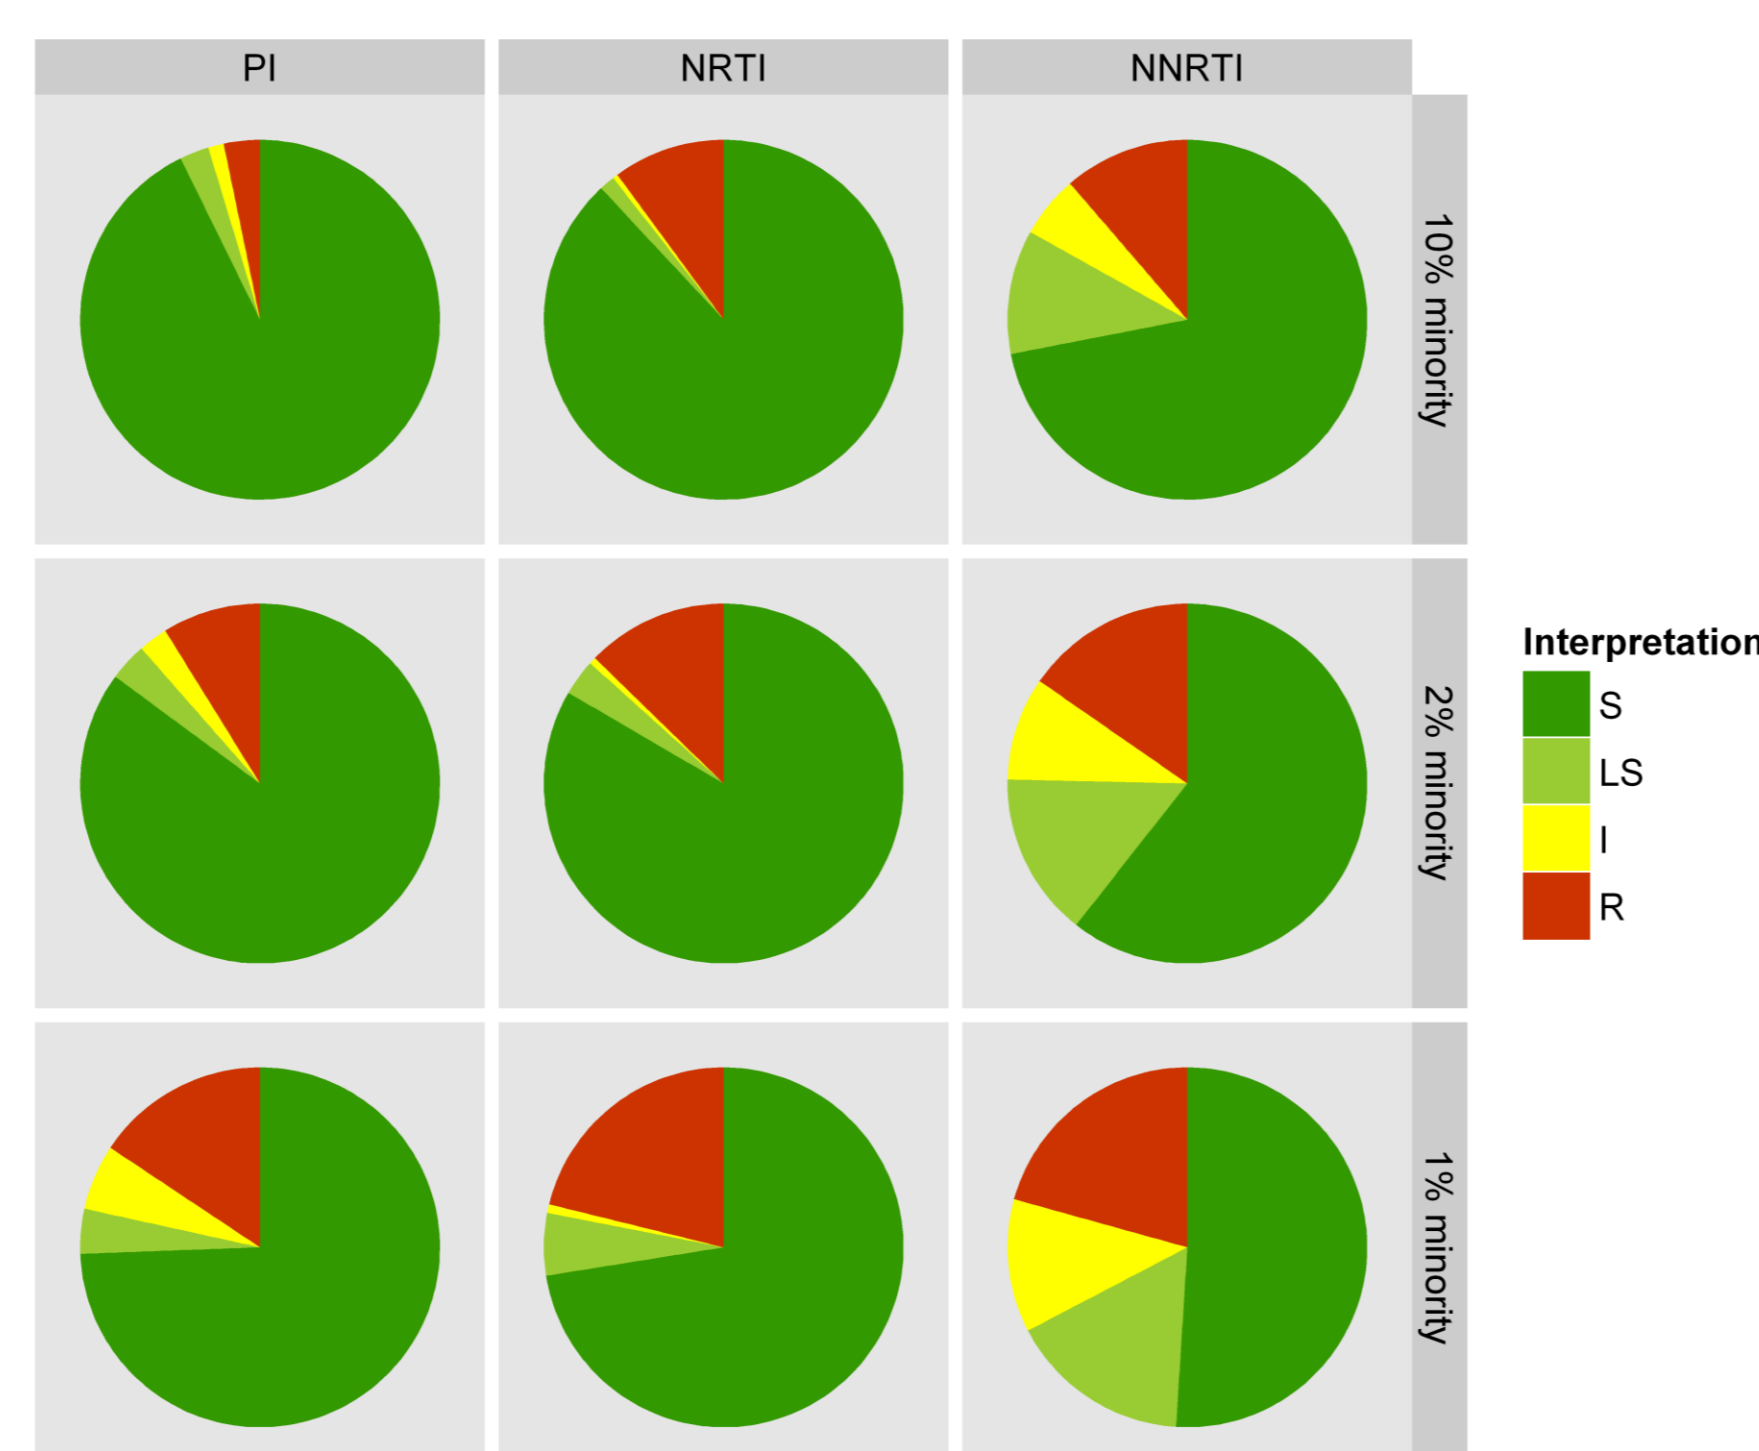 PI
NRTI
NNRTI
10% minority
2% minority
1% minority
Interpretation
S
LS
I
R